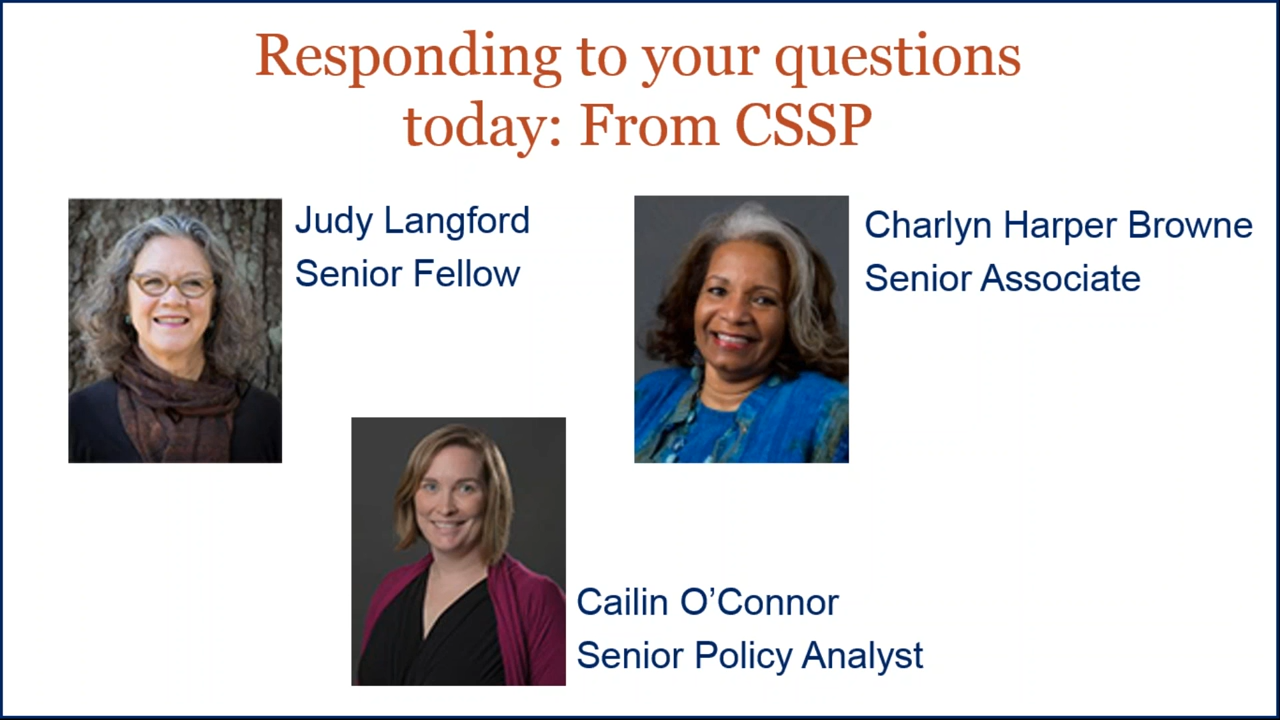 Responding to your questions
today: From CSSP
Judy Langford
Senior Fellow
Charlyn Harper Browne
Senior Associate
Cailin O’Connor
Senior Policy Analyst